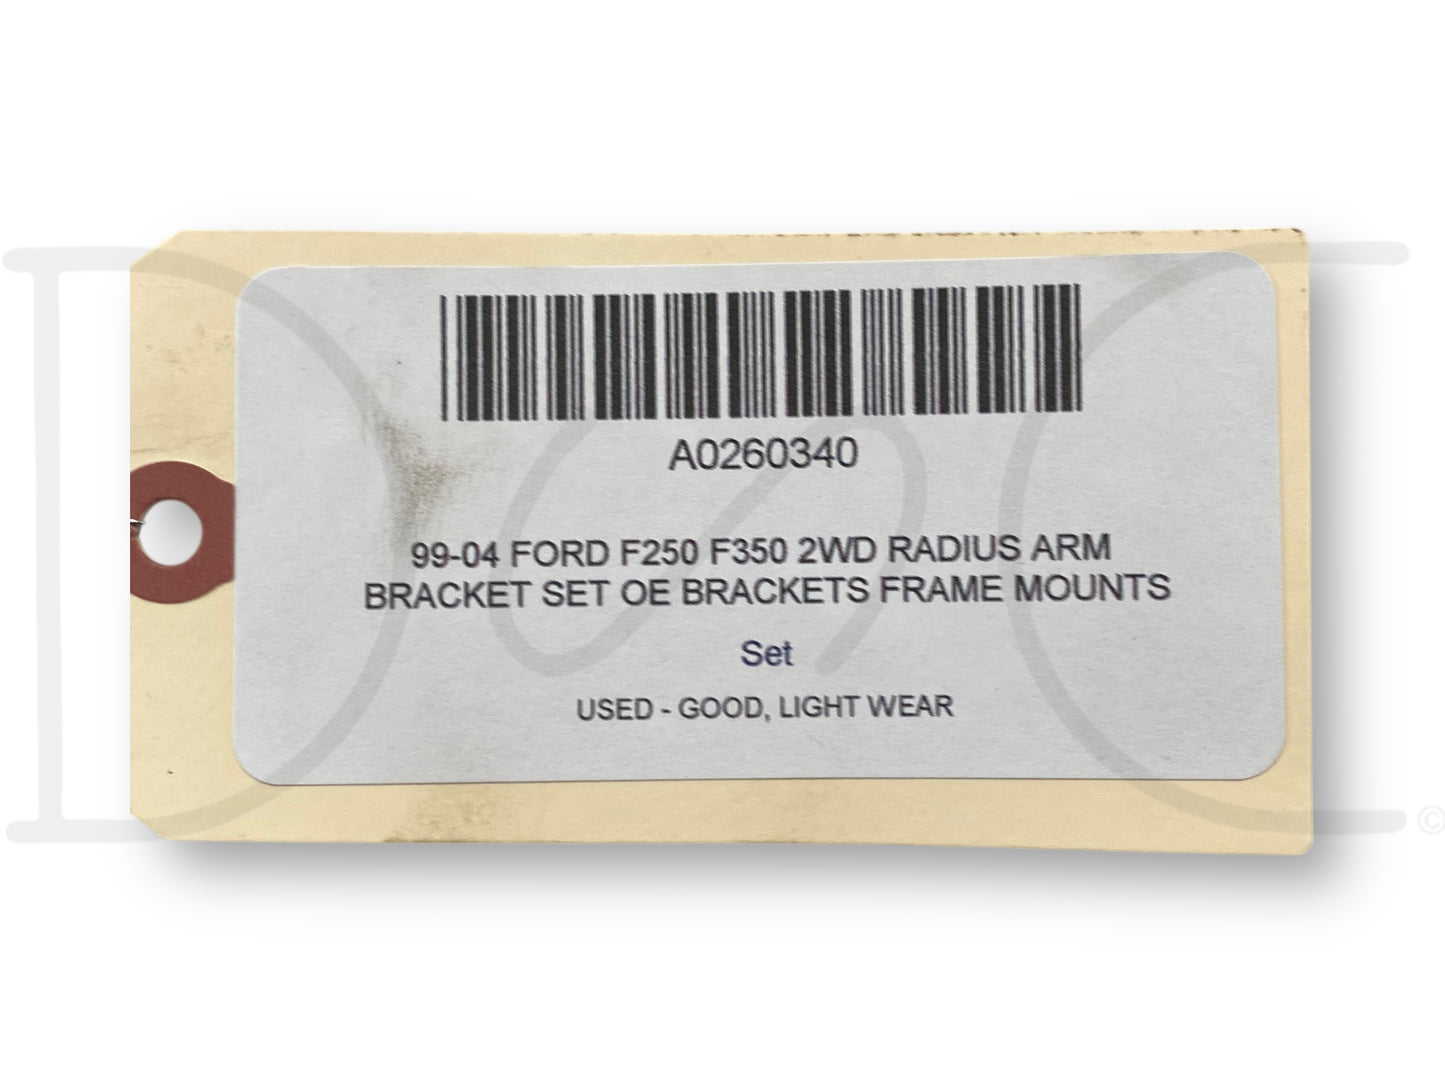 A0260340
99-04 FORD F250 F350 2WD RADIUS ARM
BRACKET SET OE BRACKETS FRAME MOUNTS
Set
USED - GOOD, LIGHT WEAR
©